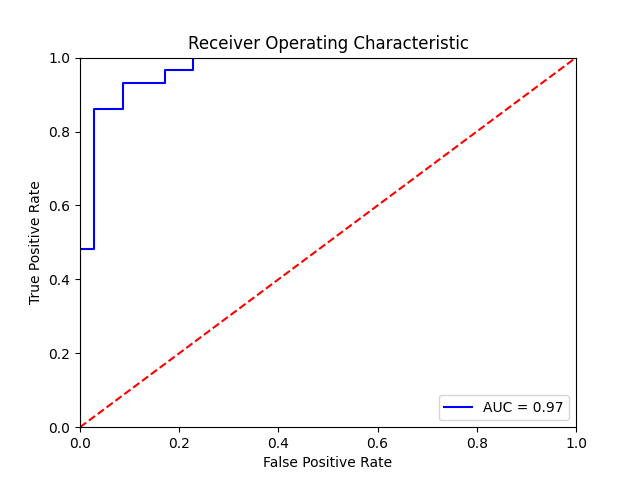 Receiver Operating Characteristic
1.0
0.8
0.6
0.4
0.2
0.0
True Positive Rate
AUC = 0.97
0.0 0.2 0.4 0.6 0.8 1.0
False Positive Rate